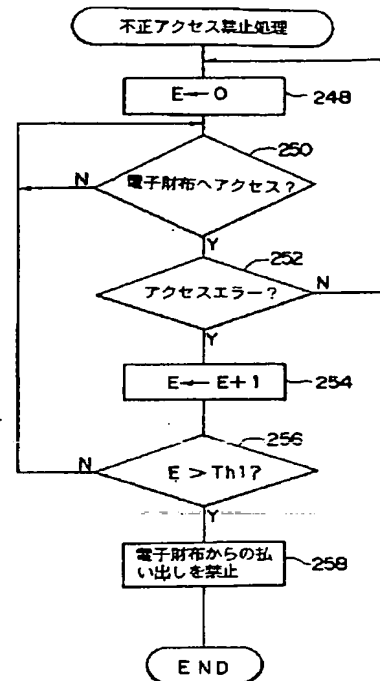 不正アクセス禁止処理
E←0
248
250
電子財布へアクセス?
N
Y
252
アクセスエラー?
N
Y
E←E+1
254
256
E>Th1?
N
Y
電子財布からの払
い出しを禁止
258
END